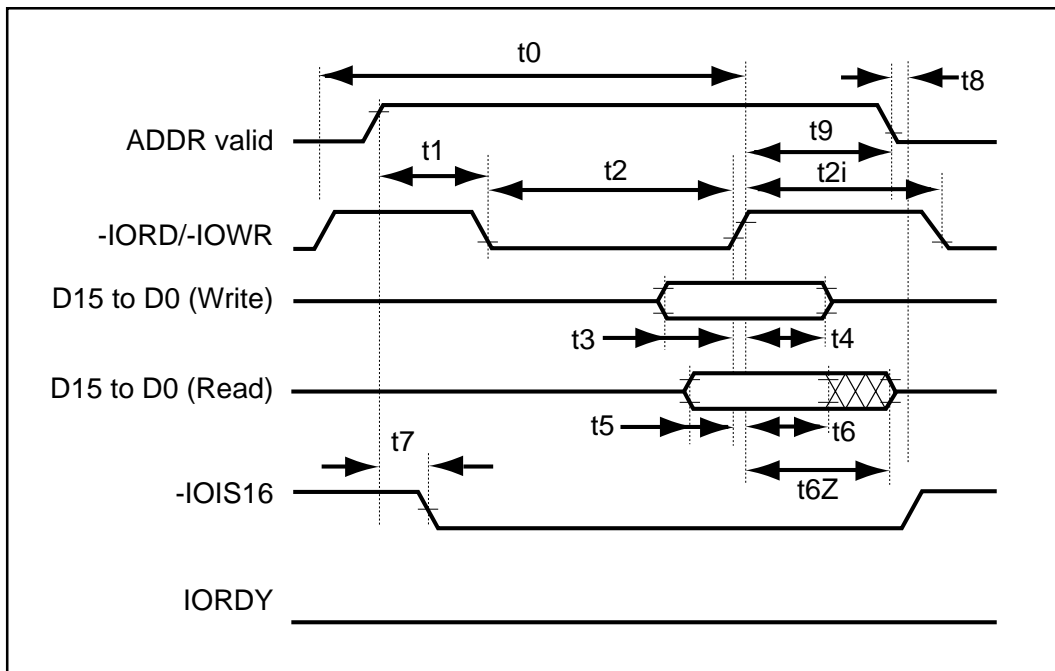 t0
t8
ADDR valid
t9
t1
t2
t2i
-IORD/-IOWR
D15 to D0 (Write)
t3
t4
D15 to D0 (Read)
t5
t6
t7
t6Z
-IOIS16
IORDY